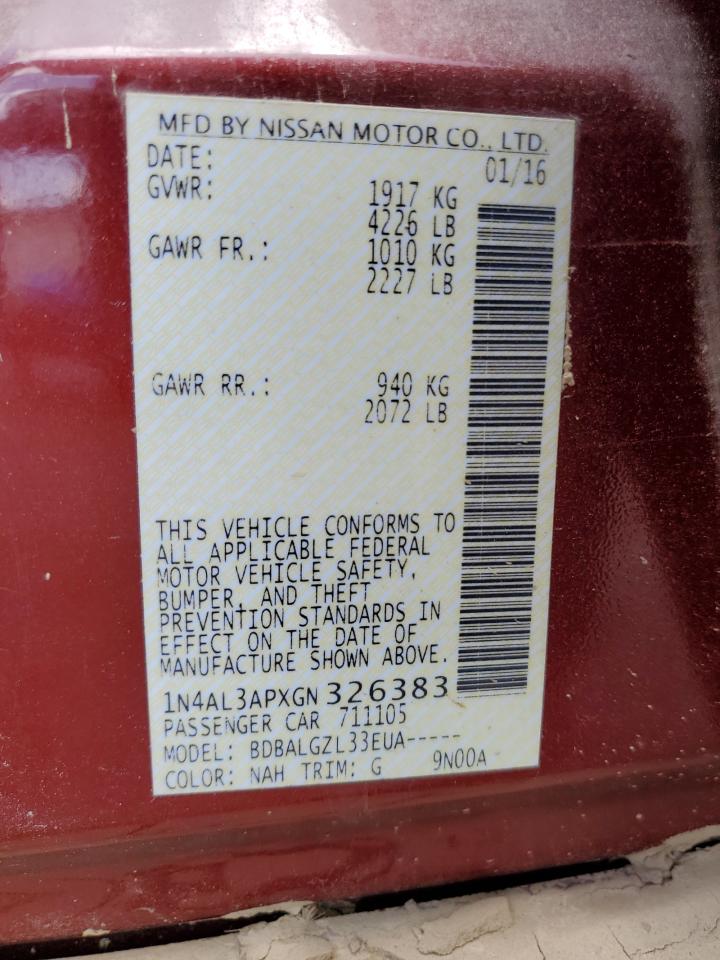 MFD BY NISSAN MOTOR CO., LTD.
DATE: 01/16
GVWR: 1917 KG
4226 LB
GAWR FR.: 1010 KG
2227 LB
GAWR RR.: 940 KG
2072 LB
THIS VEHICLE CONFORMS TO
ALL APPLICABLE FEDERAL
MOTOR VEHICLE SAFETY,
BUMPER, AND THEFT
PREVENTION STANDARDS IN
EFFECT ON THE DATE OF
MANUFACTURE SHOWN ABOVE.
1N4AL3APXGN326383
PASSENGER CAR 711105
MODEL: BDBALGZL33EUA-----
COLOR: NAH TRIM: G 9N00A